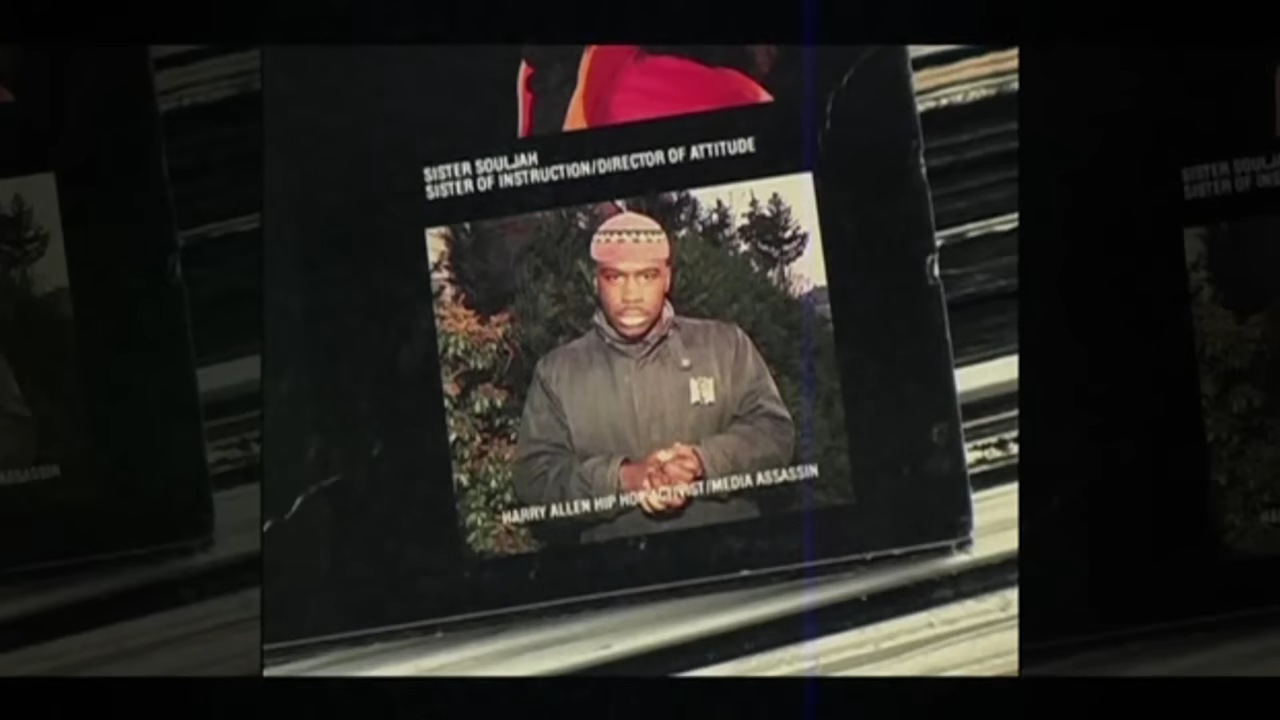 SISTER SOULJAH
SISTER OF INSTRUCTION/DIRECTOR OF ATTITUDE
HARRY ALLEN HIP HOP ACTIVIST/MEDIA ASSASSIN